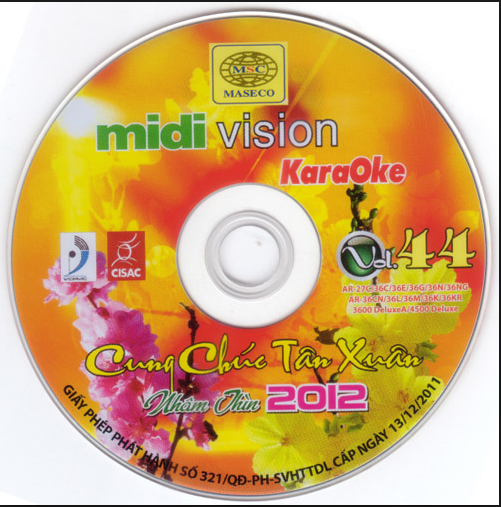 MSC
MASECO
midi vision
KaraOke
Vol.44
CISAC
AR-27C/36C/36E/36G/36N/36NG
AR-36CN/36L/36M/36K/36KR
3600 DeluxeA/4500 Deluxe
Cung Chúc Tân Xuân
Nhâm Thìn 2012
GIẤY PHÉP PHÁT HÀNH SỐ 321/QĐ-PH-SVHTTDL CẤP NGÀY 13/12/2011